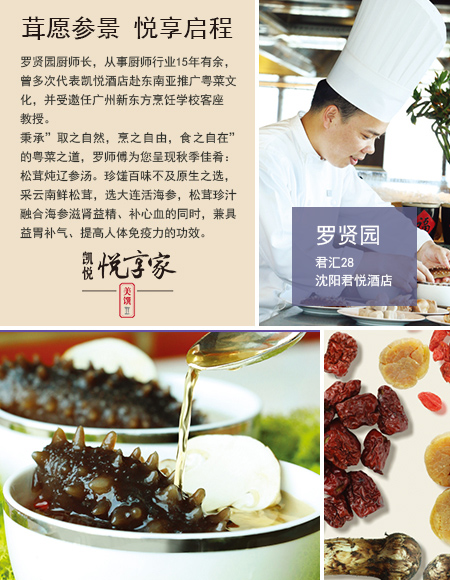 茸愿参景 悦享启程
罗贤园厨师长，从事厨师行业15年有余，
曾多次代表凯悦酒店赴东南亚推广粤菜文
化，并受邀任广州新东方烹饪学校客座
教授。
秉承”取之自然，烹之自由，食之自在”
的粤菜之道，罗师傅为您呈现秋季佳肴：
松茸炖辽参汤。珍馐百味不及原生之选，
采云南鲜松茸，选大连活海参，松茸珍汁
融合海参滋肾益精、补心血的同时，兼具
益胃补气、提高人体免疫力的功效。
凯悦 悦享家
美馔
罗贤园
君汇28
沈阳君悦酒店